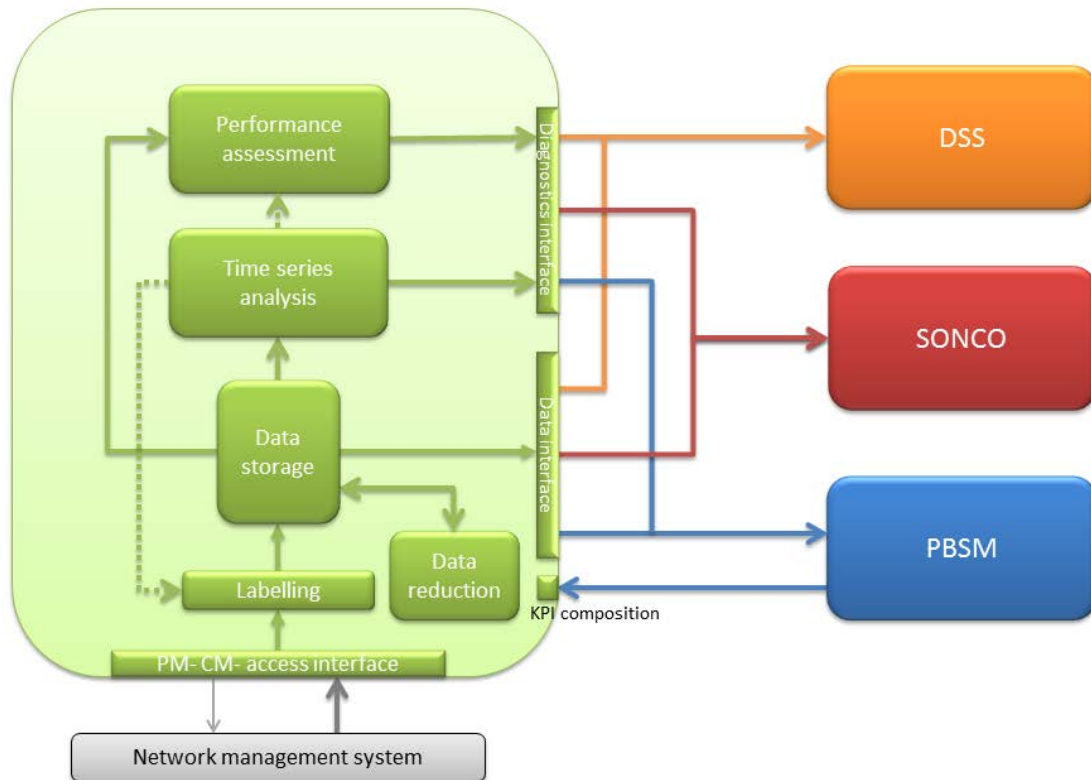 Performance
assessment
Diagnostics interface
DSS
Time series
analysis
SONCO
Data
storage
Data interface
Data
reduction
PBSM
Labelling
KPI composition
PM- CM- access interface
Network management system